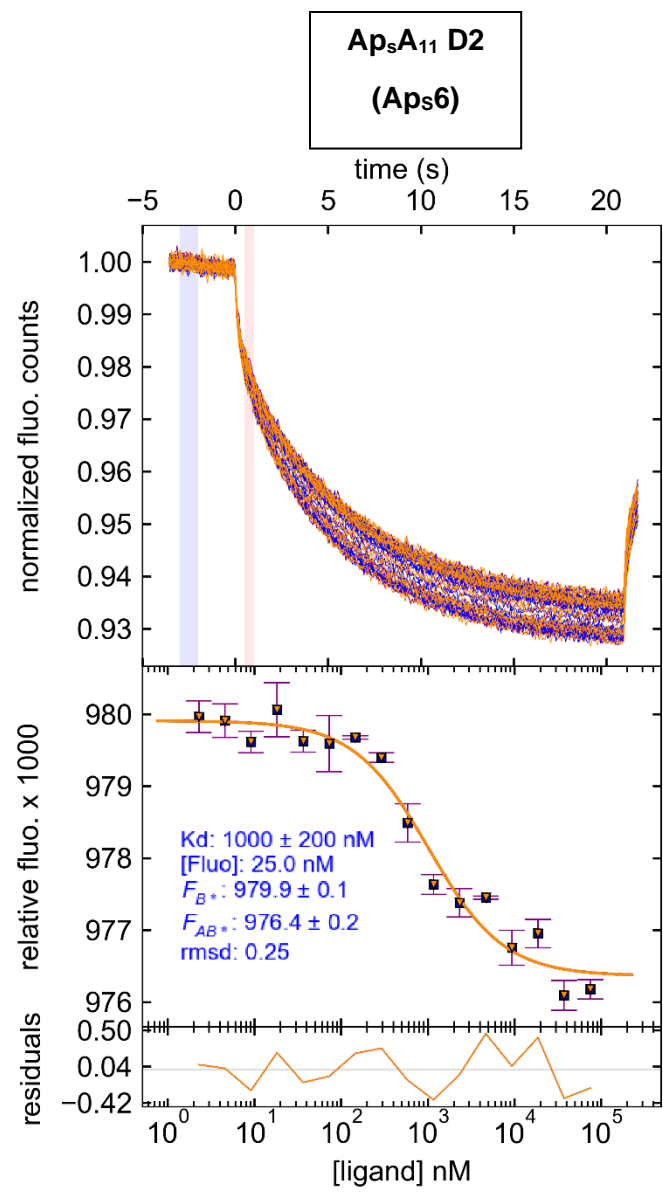 ApₛA₁₁ D2
(Apₛ6)
time (s)
−5 0 5 10 15 20
normalized fluo. counts
1.00
0.99
0.98
0.97
0.96
0.95
0.94
0.93
relative fluo. x 1000
980
979
978
977
976
Kd: 1000 ± 200 nM
[Fluo]: 25.0 nM
F_B*: 979.9 ± 0.1
F_AB*: 976.4 ± 0.2
rmsd: 0.25
residuals
0.50
0.04
−0.42
10⁰ 10¹ 10² 10³ 10⁴ 10⁵
[ligand] nM